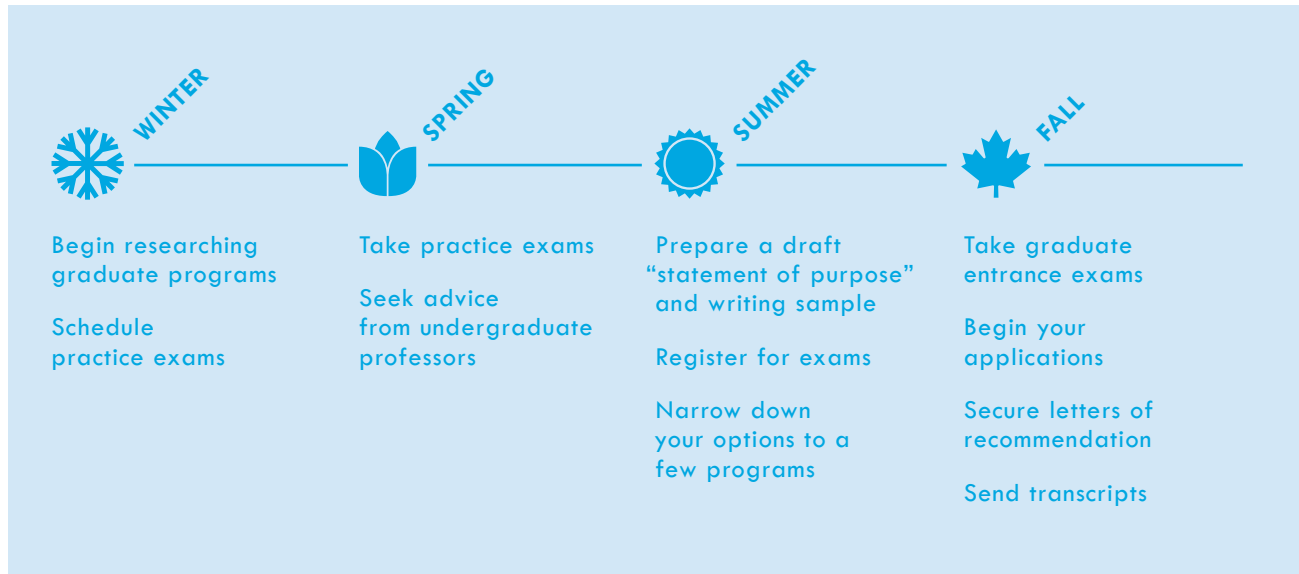 WINTER
Begin researching
graduate programs
Schedule
practice exams
SPRING
Take practice exams
Seek advice
from undergraduate
professors
SUMMER
Prepare a draft
“statement of purpose”
and writing sample
Register for exams
Narrow down
your options to a
few programs
FALL
Take graduate
entrance exams
Begin your
applications
Secure letters of
recommendation
Send transcripts